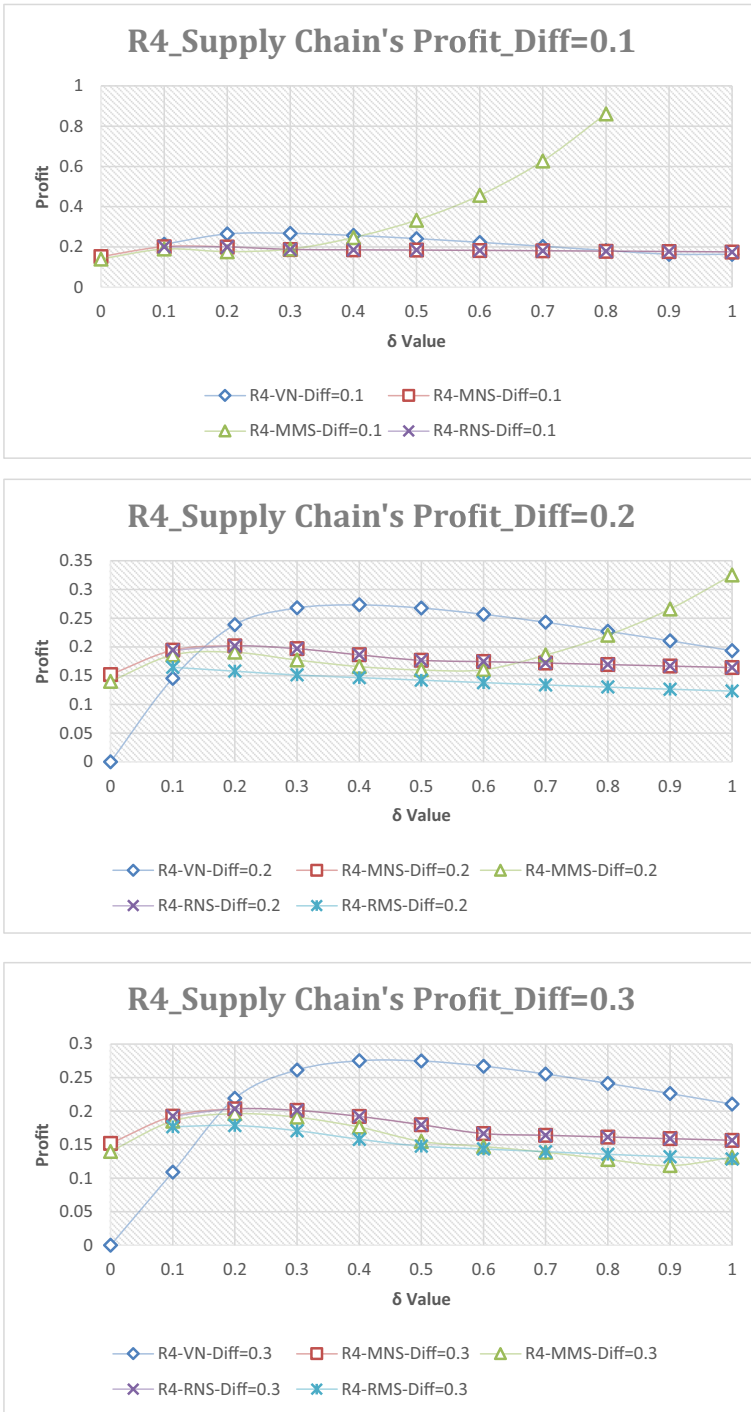 R4_Supply Chain's Profit_Diff=0.1
1
0.8
0.6
0.4
0.2
0
Profit
0 0.1 0.2 0.3 0.4 0.5 0.6 0.7 0.8 0.9 1
δ Value
R4-VN-Diff=0.1 R4-MNS-Diff=0.1
R4-MMS-Diff=0.1 R4-RNS-Diff=0.1
R4_Supply Chain's Profit_Diff=0.2
0.35
0.3
0.25
0.2
0.15
0.1
0.05
0
Profit
0 0.1 0.2 0.3 0.4 0.5 0.6 0.7 0.8 0.9 1
δ Value
R4-VN-Diff=0.2 R4-MNS-Diff=0.2 R4-MMS-Diff=0.2
R4-RNS-Diff=0.2 R4-RMS-Diff=0.2
R4_Supply Chain's Profit_Diff=0.3
0.3
0.25
0.2
0.15
0.1
0.05
0
Profit
0 0.1 0.2 0.3 0.4 0.5 0.6 0.7 0.8 0.9 1
δ Value
R4-VN-Diff=0.3 R4-MNS-Diff=0.3 R4-MMS-Diff=0.3
R4-RNS-Diff=0.3 R4-RMS-Diff=0.3